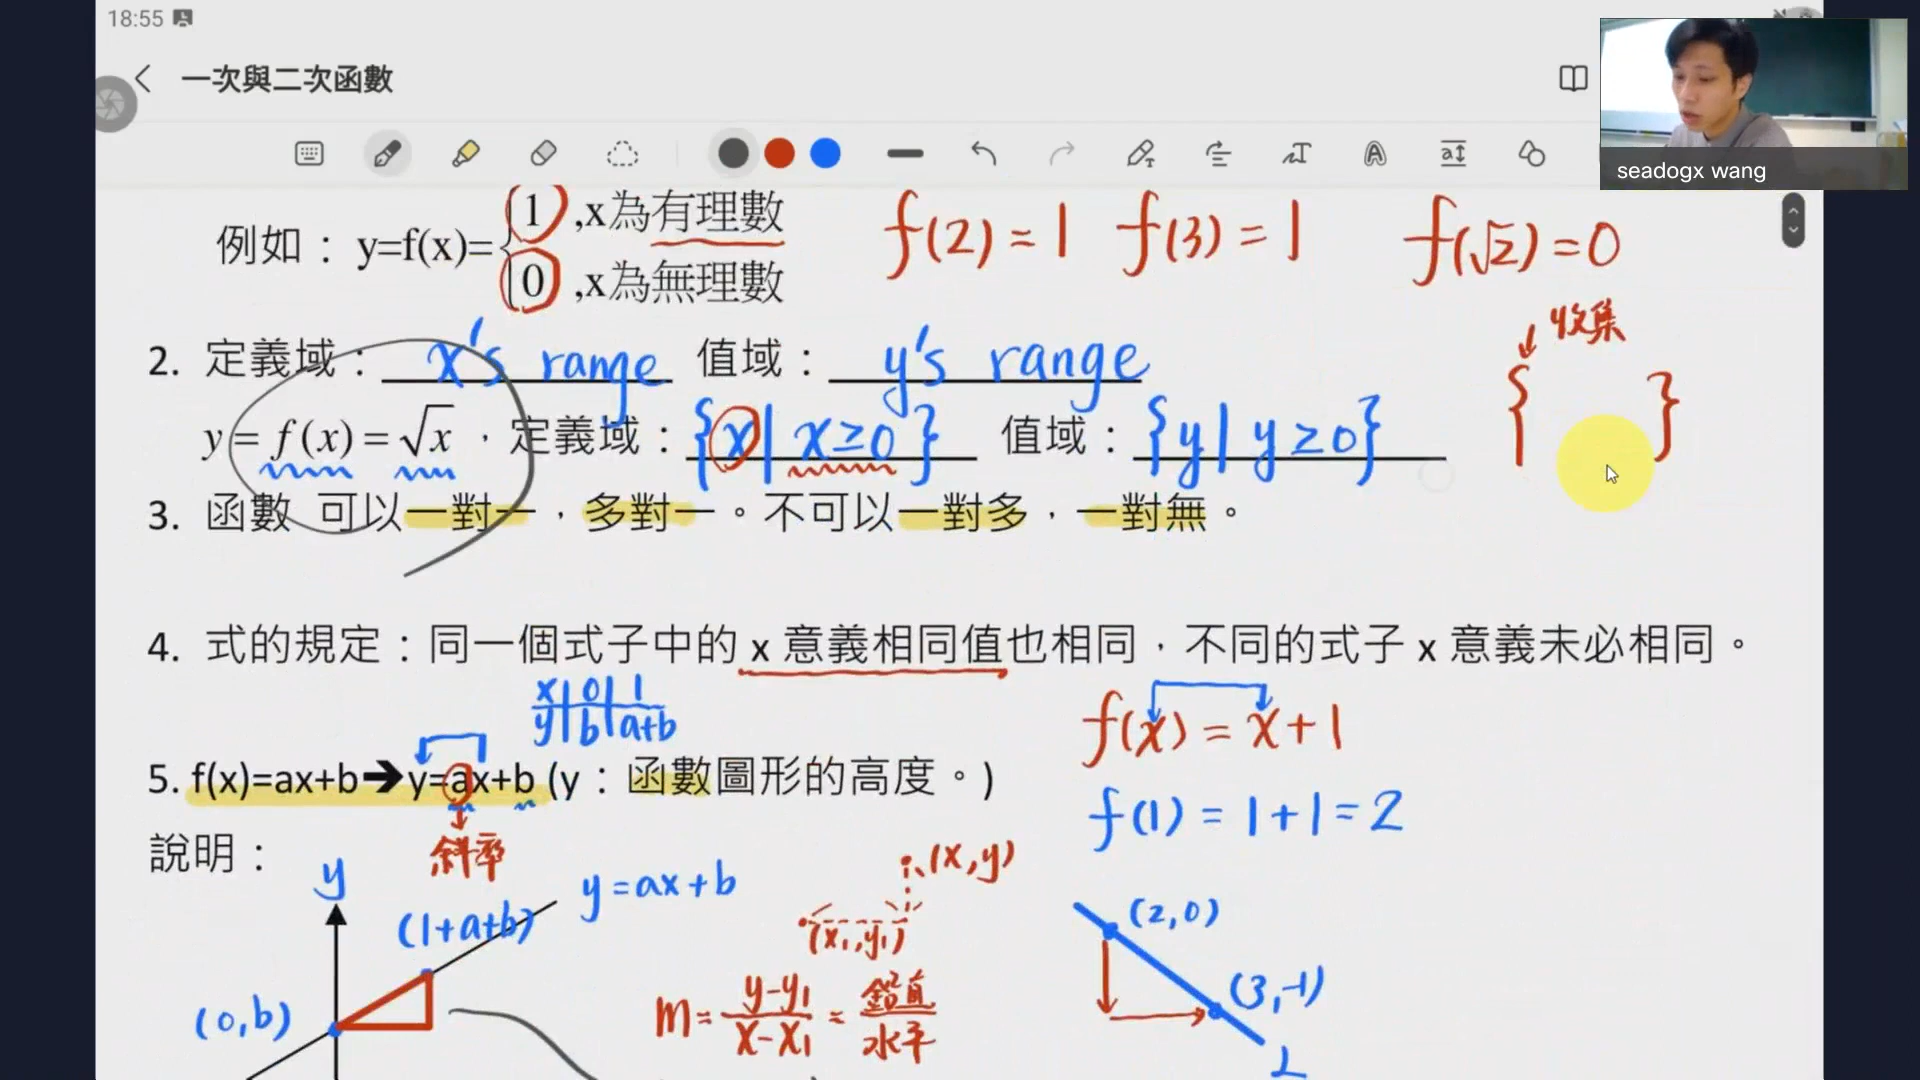 18:55
一次與二次函數
seadogx wang
例如：y=f(x)={1 ,x為有理數
0 ,x為無理數
f(2)=1 f(3)=1 f(√2)=0
收集
{ }
2. 定義域：x's range 值域：y's range
y = f(x) = √x ，定義域：{x | x≥0} 值域：{y | y≥0}
3. 函數 可以一對一，多對一。不可以一對多，一對無。
4. 式的規定：同一個式子中的 x 意義相同值也相同，不同的式子 x 意義未必相同。
x | 0 | 1
y | b | a+b
f(x) = x+1
5. f(x)=ax+b➔y=ax+b (y：函數圖形的高度。)
斜率
f(1) = 1+1=2
說明：
y
y=ax+b
(1+a+b)
(0,b)
(x,y)
(x₁,y₁)
m= y-y₁ / x-x₁ = 鉛直 / 水平
(2,0)
(3,-1)
L